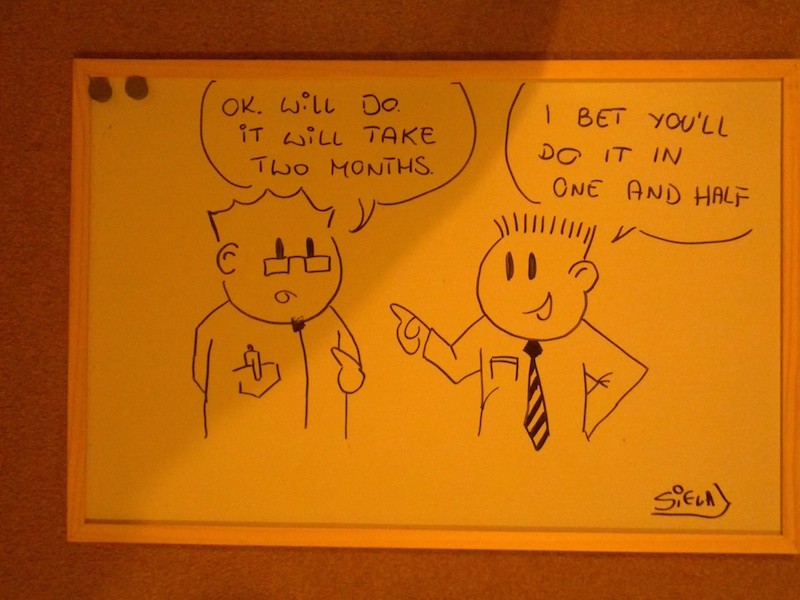 OK. WILL DO.
IT WILL TAKE
TWO MONTHS.
I BET YOU'LL
DO IT IN
ONE AND HALF
SIELA